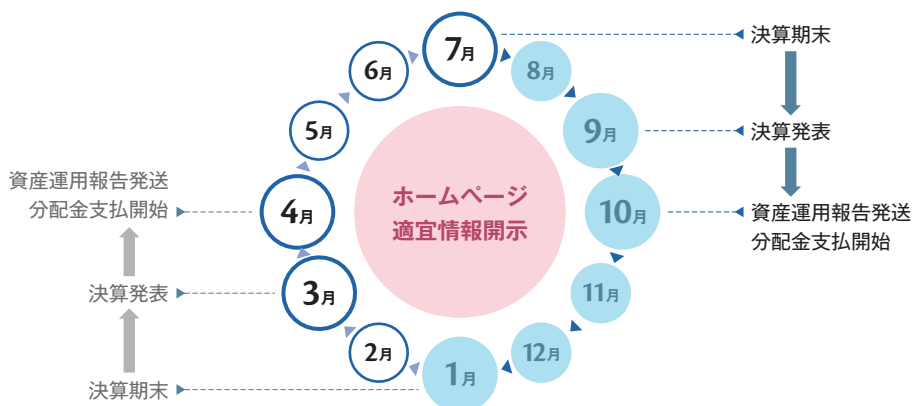 7月
8月
9月
10月
11月
12月
1月
2月
3月
4月
5月
6月
ホームページ
適宜情報開示
決算期末
決算発表
資産運用報告発送
分配金支払開始
資産運用報告発送
分配金支払開始
決算発表
決算期末